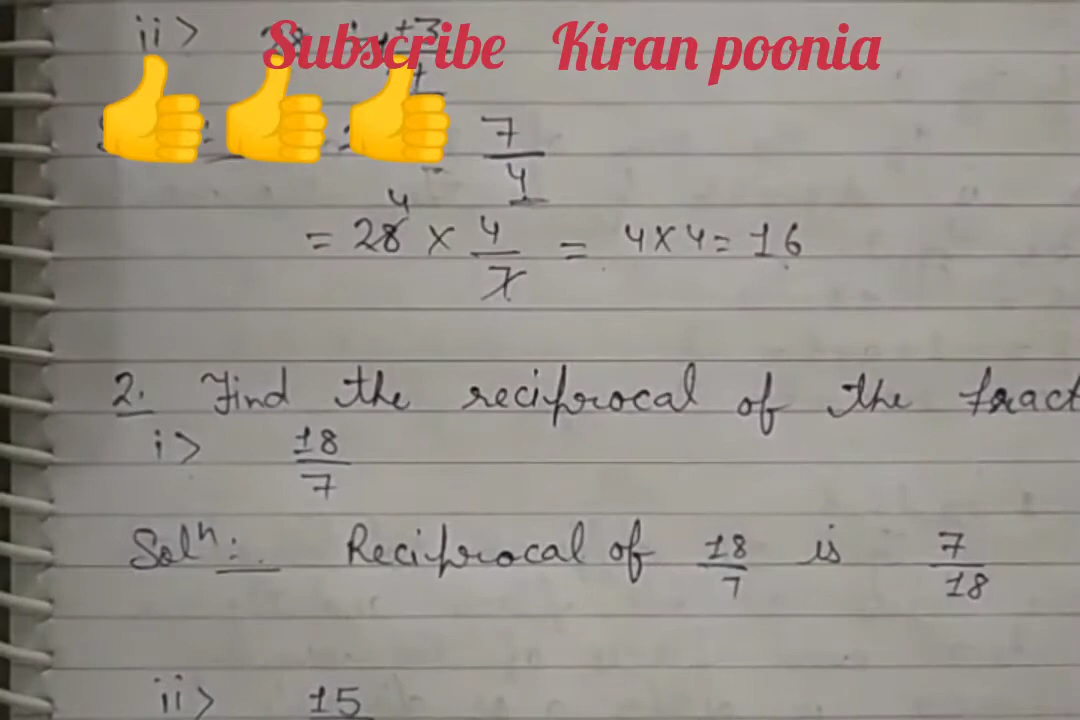 Subscribe Kiran poonia
ii>
7
4
4
= 28 × 4/7 = 4×4= 16
2. Find the reciprocal of the fract
i> 18/7
Solⁿ:. Reciprocal of 18/7 is 7/18
ii> 15